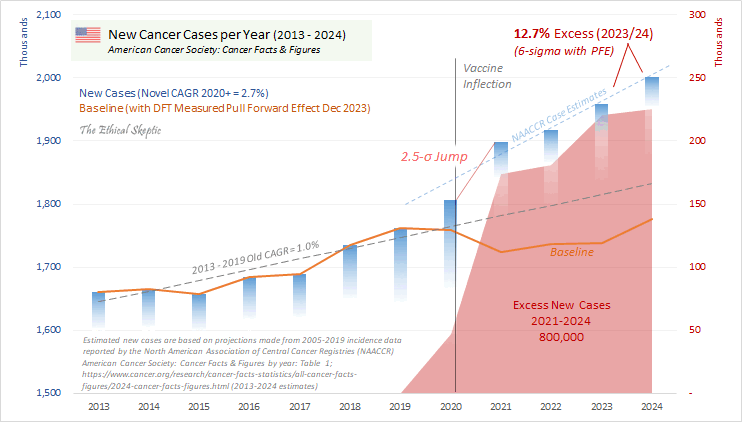 2,100
2,000
1,900
1,800
1,700
1,600
1,500
Thousands
New Cancer Cases per Year (2013 - 2024)
American Cancer Society: Cancer Facts & Figures
New Cases (Novel CAGR 2020+ = 2.7%)
Baseline (with DFT Measured Pull Forward Effect Dec 2023)
The Ethical Skeptic
12.7% Excess (2023/24)
(6-sigma with PFE)
Vaccine
Inflection
NAACCR Case Estimates
2.5-σ Jump
2013 - 2019 Old CAGR = 1.0%
Baseline
Excess New Cases
2021-2024
800,000
Estimated new cases are based on projections made from 2005-2019 incidence data
reported by the North American Association of Central Cancer Registries (NAACCR)
American Cancer Society: Cancer Facts & Figures by year: Table 1;
https://www.cancer.org/research/cancer-facts-statistics/all-cancer-facts-
figures/2024-cancer-facts-figures.html (2013-2024 estimates)
300
250
200
150
100
50
-
Thousands
2013 2014 2015 2016 2017 2018 2019 2020 2021 2022 2023 2024